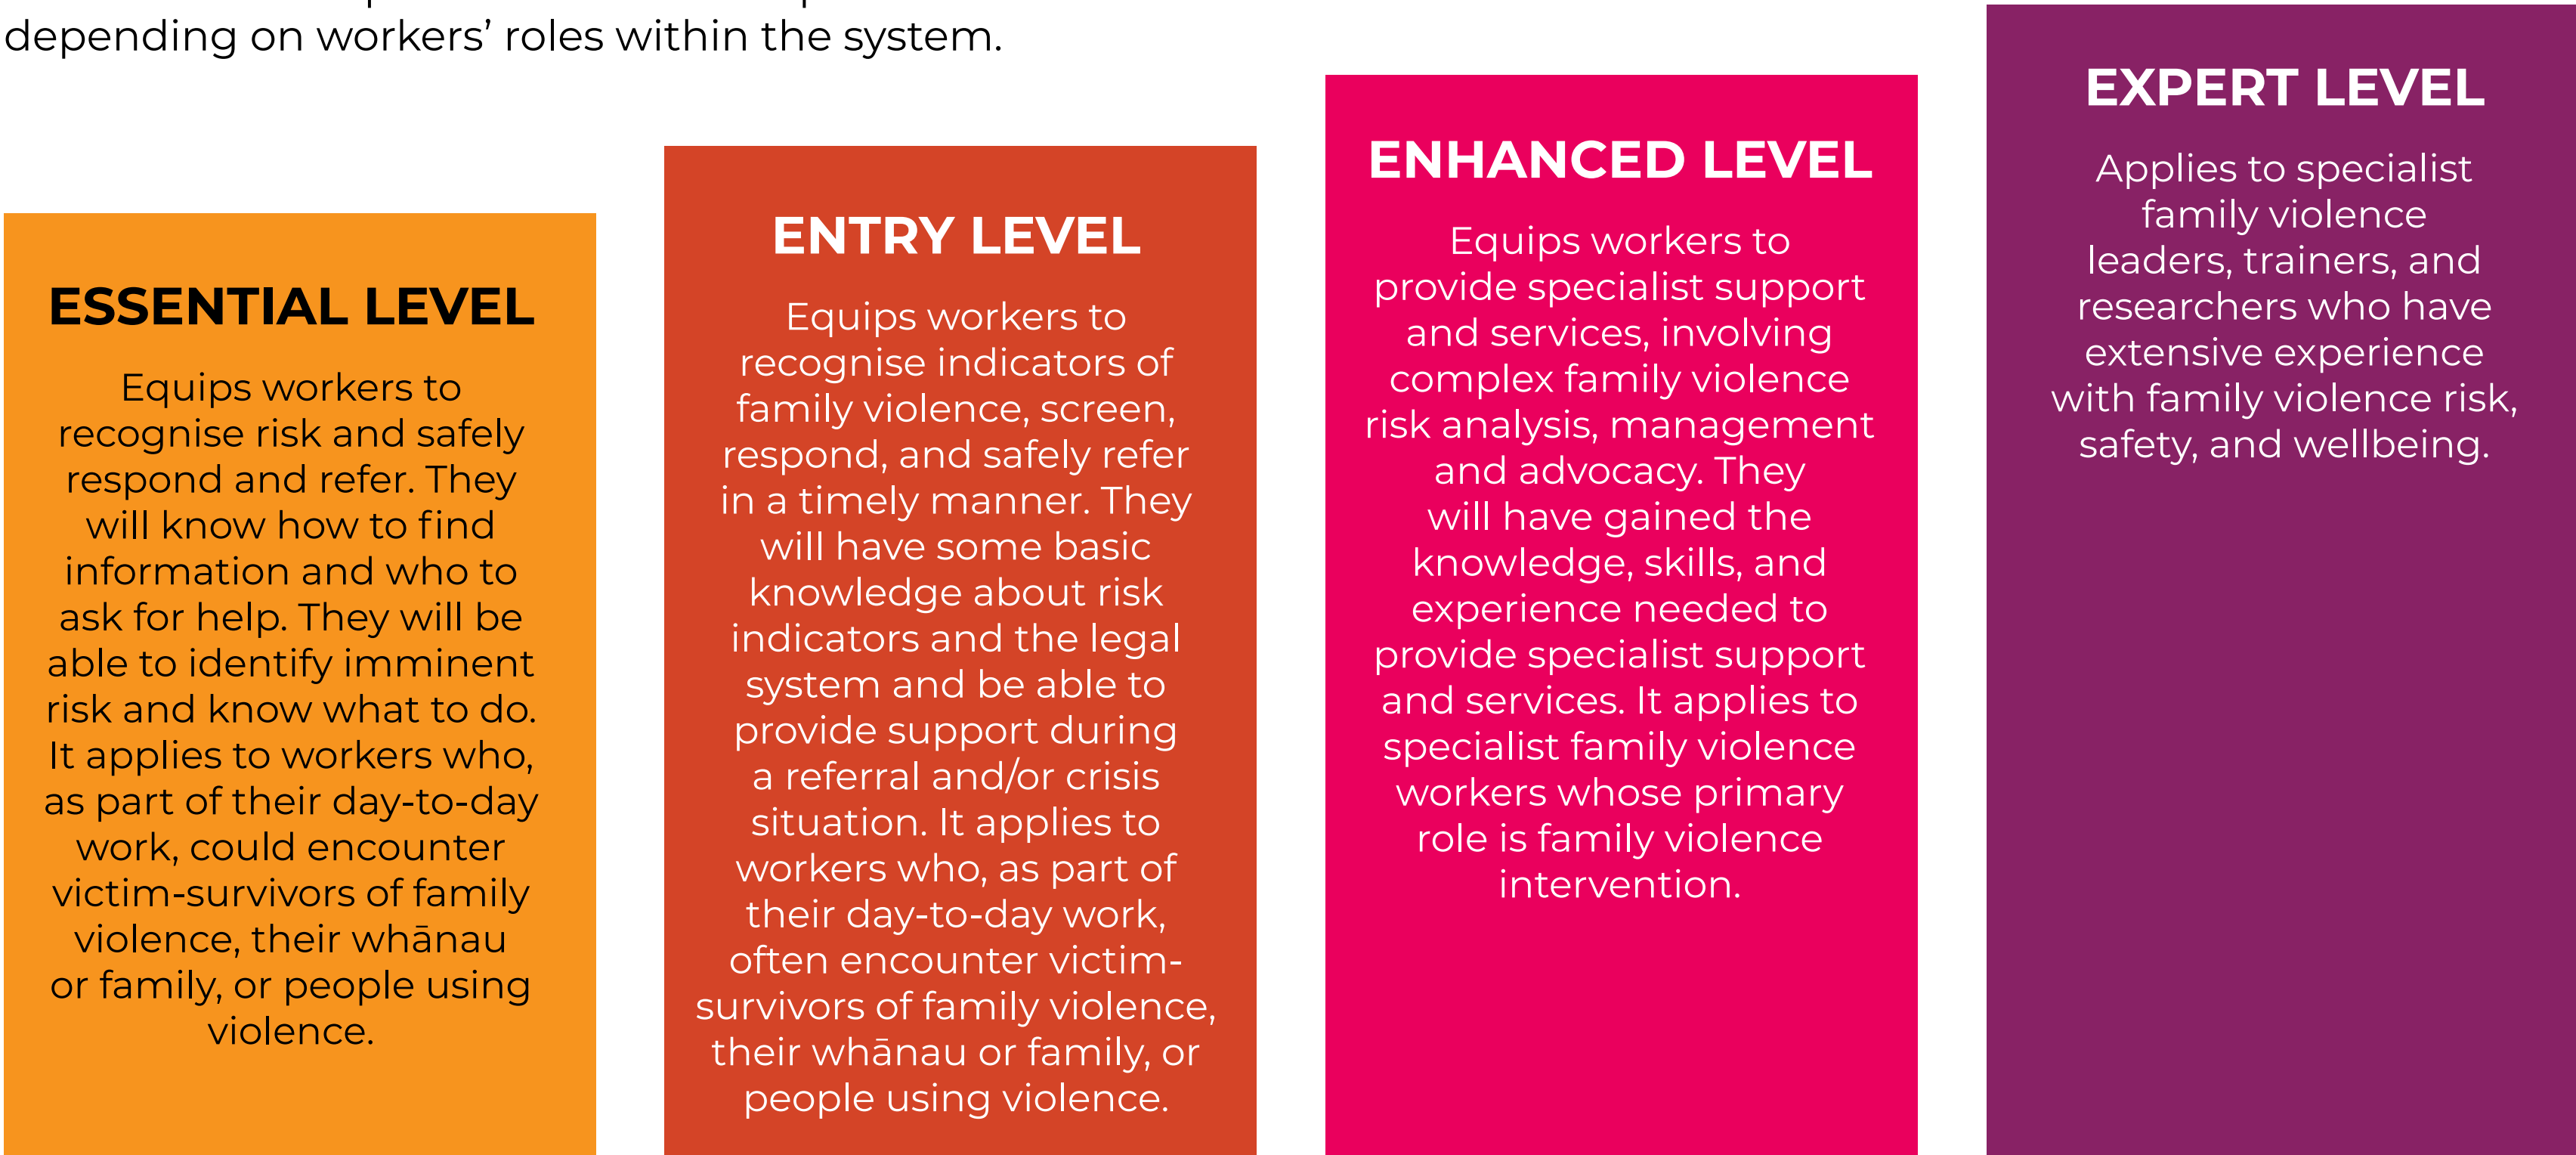 depending on workers’ roles within the system.
ESSENTIAL LEVEL
Equips workers to
recognise risk and safely
respond and refer. They
will know how to find
information and who to
ask for help. They will be
able to identify imminent
risk and know what to do.
It applies to workers who,
as part of their day-to-day
work, could encounter
victim-survivors of family
violence, their whānau
or family, or people using
violence.
ENTRY LEVEL
Equips workers to
recognise indicators of
family violence, screen,
respond, and safely refer
in a timely manner. They
will have some basic
knowledge about risk
indicators and the legal
system and be able to
provide support during
a referral and/or crisis
situation. It applies to
workers who, as part of
their day-to-day work,
often encounter victim-
survivors of family violence,
their whānau or family, or
people using violence.
ENHANCED LEVEL
Equips workers to
provide specialist support
and services, involving
complex family violence
risk analysis, management
and advocacy. They
will have gained the
knowledge, skills, and
experience needed to
provide specialist support
and services. It applies to
specialist family violence
workers whose primary
role is family violence
intervention.
EXPERT LEVEL
Applies to specialist
family violence
leaders, trainers, and
researchers who have
extensive experience
with family violence risk,
safety, and wellbeing.